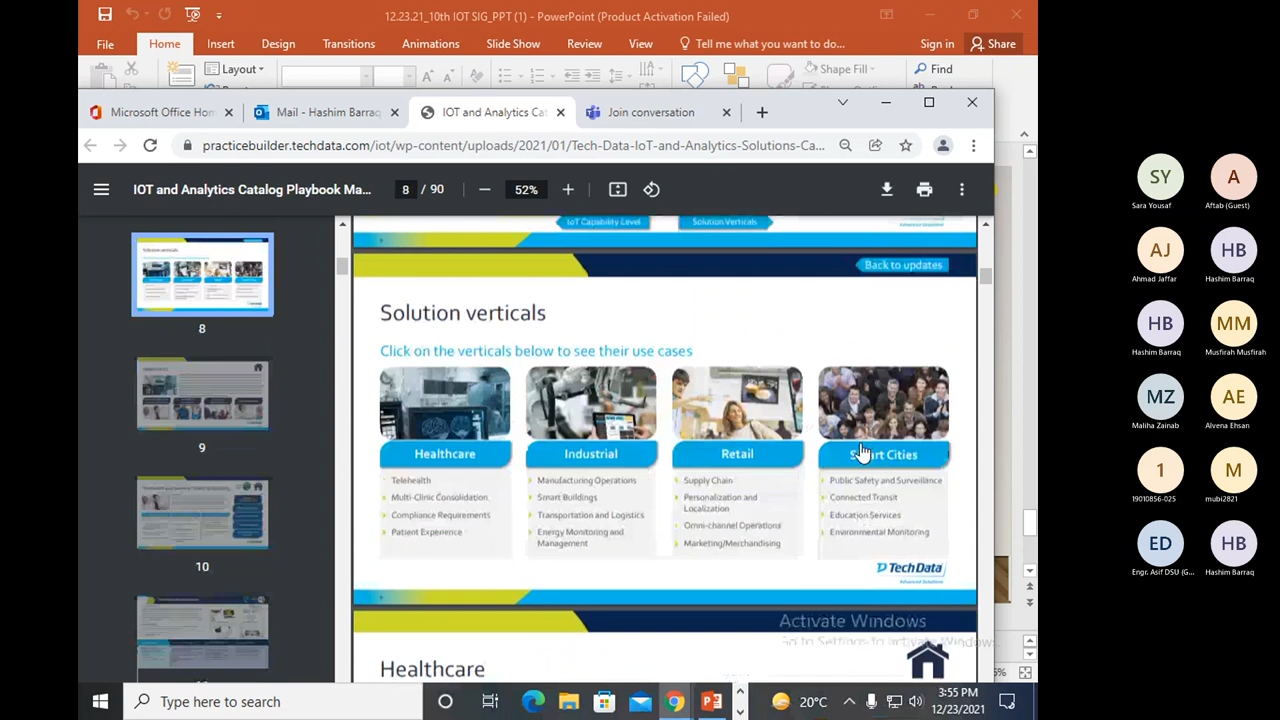 12.23.21_10th IOT SIG_PPT (1) - PowerPoint (Product Activation Failed)
File Home Insert Design Transitions Animations Slide Show Review View Tell me what you want to do... Sign in Share
Layout Shape Fill Find
Microsoft Office Hom Mail - Hashim Barraq IOT and Analytics Cat Join conversation
practicebuilder.techdata.com/iot/wp-content/uploads/2021/01/Tech-Data-IoT-and-Analytics-Solutions-Ca...
IOT and Analytics Catalog Playbook Ma... 8 / 90 52%
IoT Capability Level Solution Verticals
Back to updates
Solution verticals
Click on the verticals below to see their use cases
Healthcare
Telehealth
Multi-Clinic Consolidation
Compliance Requirements
Patient Experience
Industrial
Manufacturing Operations
Smart Buildings
Transportation and Logistics
Energy Monitoring and
Management
Retail
Supply Chain
Personalization and
Localization
Omni-channel Operations
Marketing/Merchandising
Smart Cities
Public Safety and Surveillance
Connected Transit
Education Services
Environmental Monitoring
TechData
Advanced Solutions
Healthcare
Activate Windows
Go to Settings to activate Windows
8
9
10
Type here to search
20°C
3:55 PM
12/23/2021
SY A
Sara Yousaf Aftab (Guest)
AJ HB
Ahmad Jaffar Hashim Barraq
HB MM
Hashim Barraq Musfirah Musfirah
MZ AE
Maliha Zainab Alvena Ehsan
1 M
19010856-025 mubi2821
ED HB
Engr. Asif DSU (G... Hashim Barraq